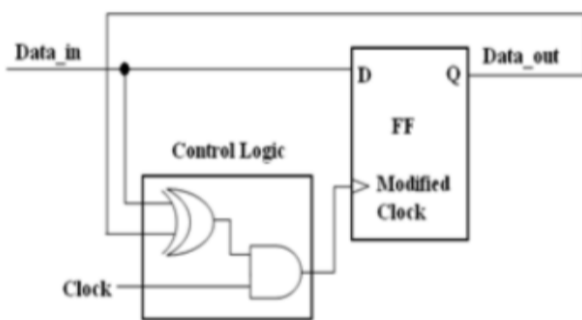 Data_in
Data_out
D
Q
FF
Control Logic
Modified
Clock
Clock